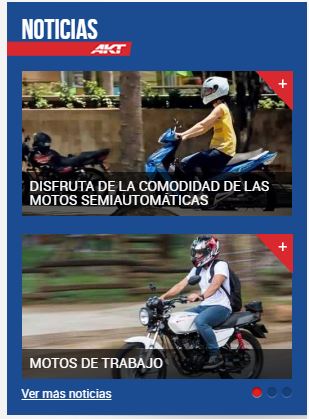 NOTICIAS
AKT
+
DISFRUTA DE LA COMODIDAD DE LAS
MOTOS SEMIAUTOMÁTICAS
+
MOTOS DE TRABAJO
Ver más noticias